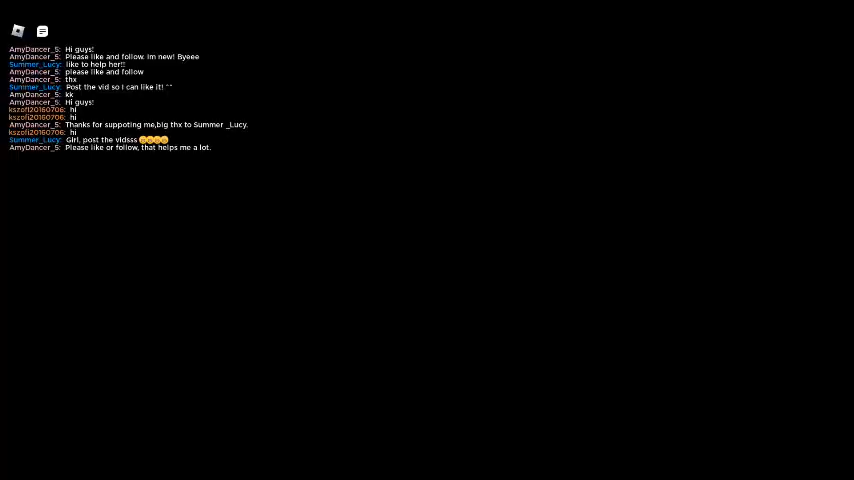 AmyDancer_5: Hi guys!
AmyDancer_5: Please like and follow. Im new! Byeee
Summer_Lucy: like to help her!!
AmyDancer_5: please like and follow
AmyDancer_5: thx
Summer_Lucy: Post the vid so I can like it! ^^
AmyDancer_5: kk
AmyDancer_5: Hi guys!
kszofi20160706: hi
kszofi20160706: hi
AmyDancer_5: Thanks for suppoting me,big thx to Summer _Lucy.
kszofi20160706: hi
Summer_Lucy: Girl, post the vidsss
AmyDancer_5: Please like or follow, that helps me a lot.